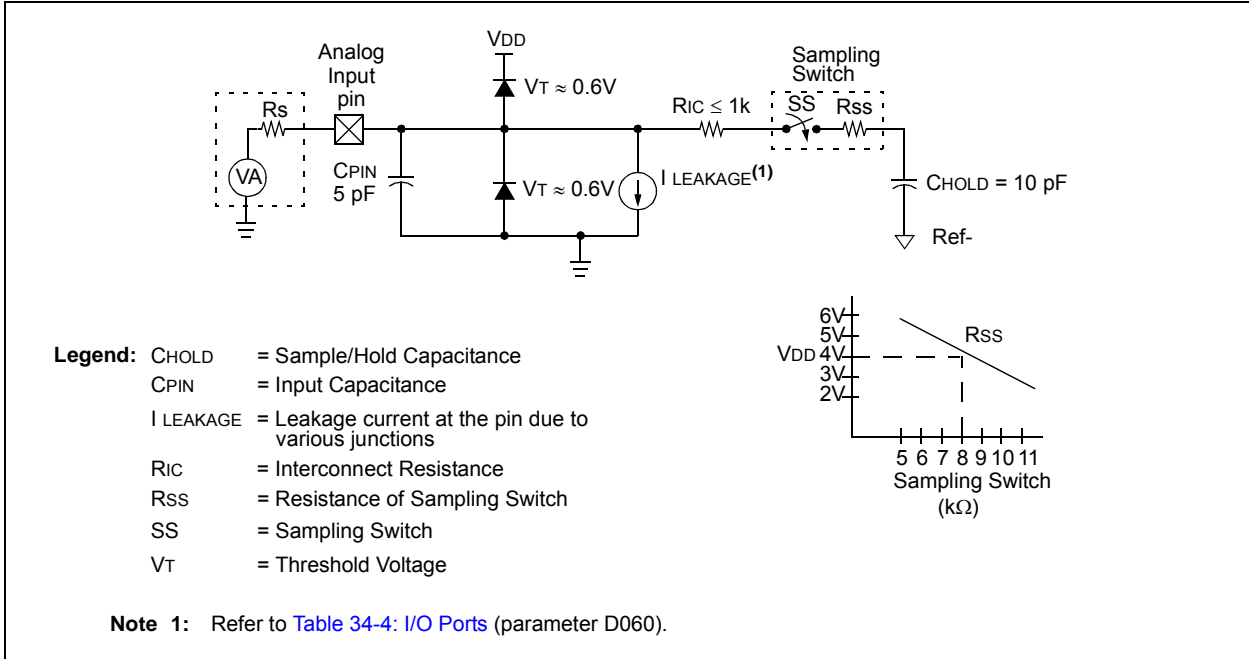 VDD
Analog
Input
pin
Sampling
Switch
VT ≈ 0.6V
Rs
RIC ≤ 1k
SS
Rss
VA
CPIN
5 pF
VT ≈ 0.6V
I LEAKAGE(1)
CHOLD = 10 pF
Ref-
6V
5V
VDD 4V
3V
2V
RSS
5 6 7 8 9 10 11
Sampling Switch
(kΩ)
Legend: CHOLD = Sample/Hold Capacitance
CPIN = Input Capacitance
I LEAKAGE = Leakage current at the pin due to
various junctions
RIC = Interconnect Resistance
RSS = Resistance of Sampling Switch
SS = Sampling Switch
VT = Threshold Voltage
Note 1: Refer to Table 34-4: I/O Ports (parameter D060).